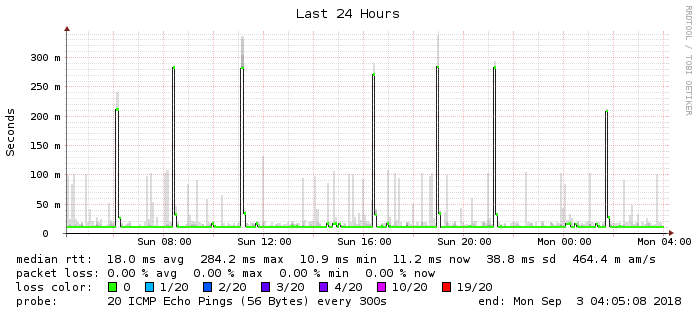 Last 24 Hours
RRDTOOL / TOBI OETIKER
Seconds
300 m
250 m
200 m
150 m
100 m
50 m
0
Sun 08:00 Sun 12:00 Sun 16:00 Sun 20:00 Mon 00:00 Mon 04:00
median rtt: 18.0 ms avg 284.2 ms max 10.9 ms min 11.2 ms now 38.8 ms sd 464.4 m am/s
packet loss: 0.00 % avg 0.00 % max 0.00 % min 0.00 % now
loss color: 0 1/20 2/20 3/20 4/20 10/20 19/20
probe: 20 ICMP Echo Pings (56 Bytes) every 300s end: Mon Sep 3 04:05:08 2018